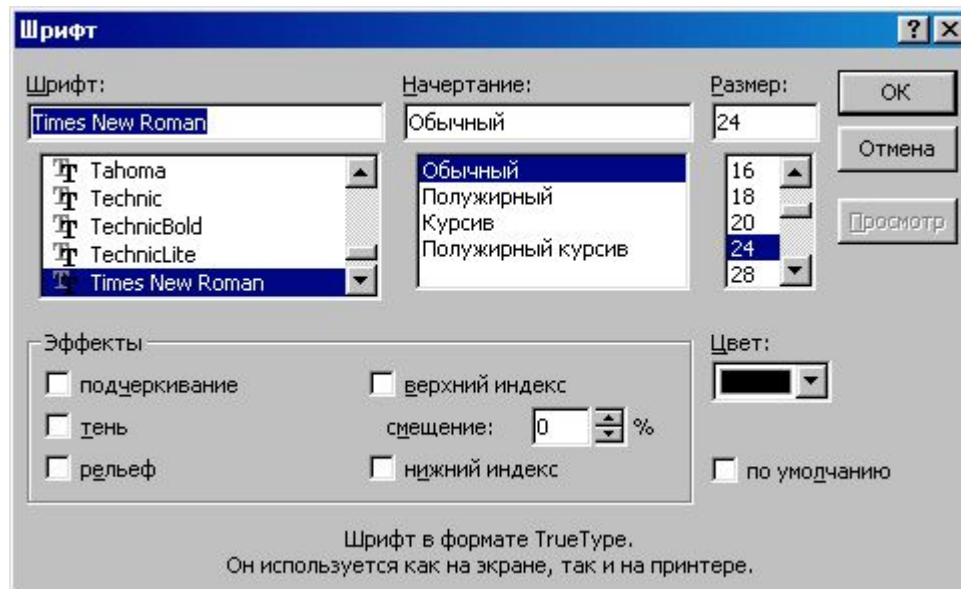 Шрифт
Шрифт:
Начертание:
Размер:
Times New Roman
Обычный
24
OK
Отмена
Просмотр
Tahoma
Technic
TechnicBold
TechnicLite
Times New Roman
Обычный
Полужирный
Курсив
Полужирный курсив
16
18
20
24
28
Эффекты
подчеркивание
тень
рельеф
верхний индекс
смещение: 0 %
нижний индекс
Цвет:
по умолчанию
Шрифт в формате TrueType.
Он используется как на экране, так и на принтере.